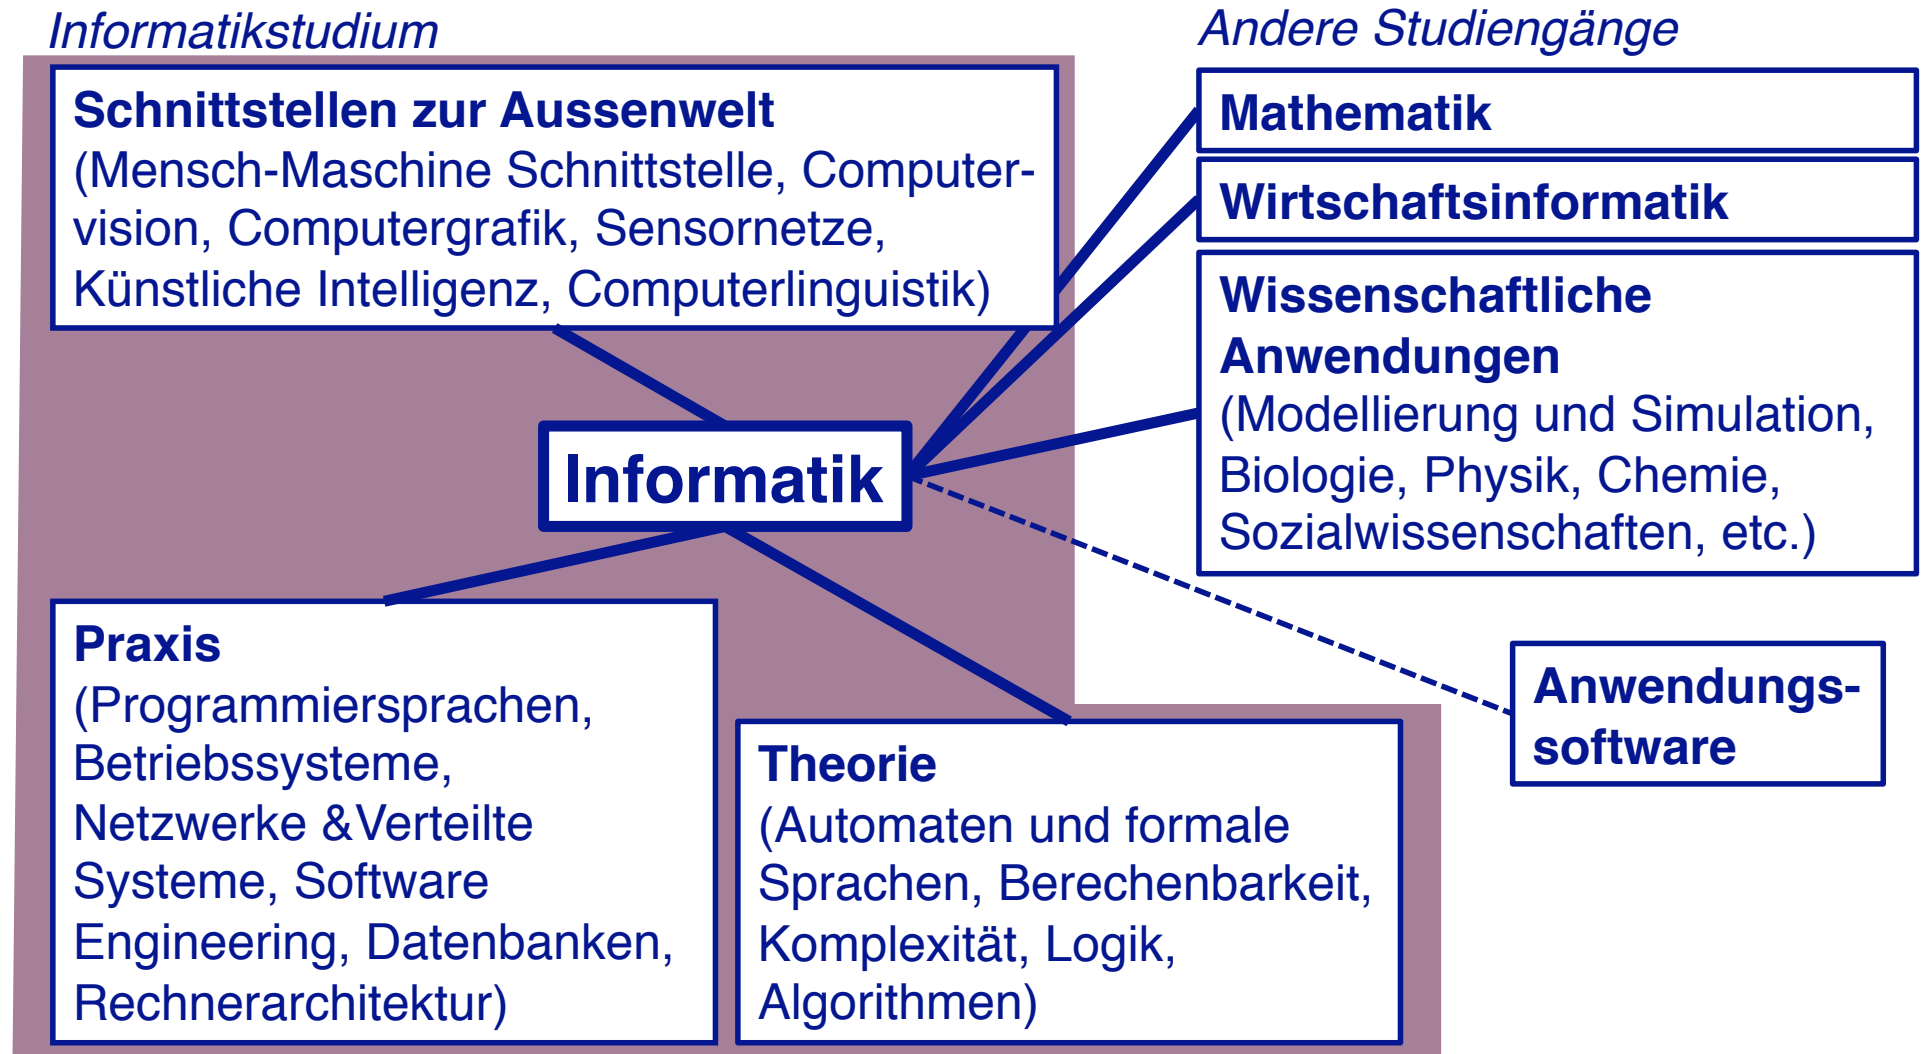 Informatikstudium
Schnittstellen zur Aussenwelt
(Mensch-Maschine Schnittstelle, Computer-
vision, Computergrafik, Sensornetze,
Künstliche Intelligenz, Computerlinguistik)
Informatik
Praxis
(Programmiersprachen,
Betriebssysteme,
Netzwerke &Verteilte
Systeme, Software
Engineering, Datenbanken,
Rechnerarchitektur)
Theorie
(Automaten und formale
Sprachen, Berechenbarkeit,
Komplexität, Logik,
Algorithmen)
Andere Studiengänge
Mathematik
Wirtschaftsinformatik
Wissenschaftliche
Anwendungen
(Modellierung und Simulation,
Biologie, Physik, Chemie,
Sozialwissenschaften, etc.)
Anwendungs-
software